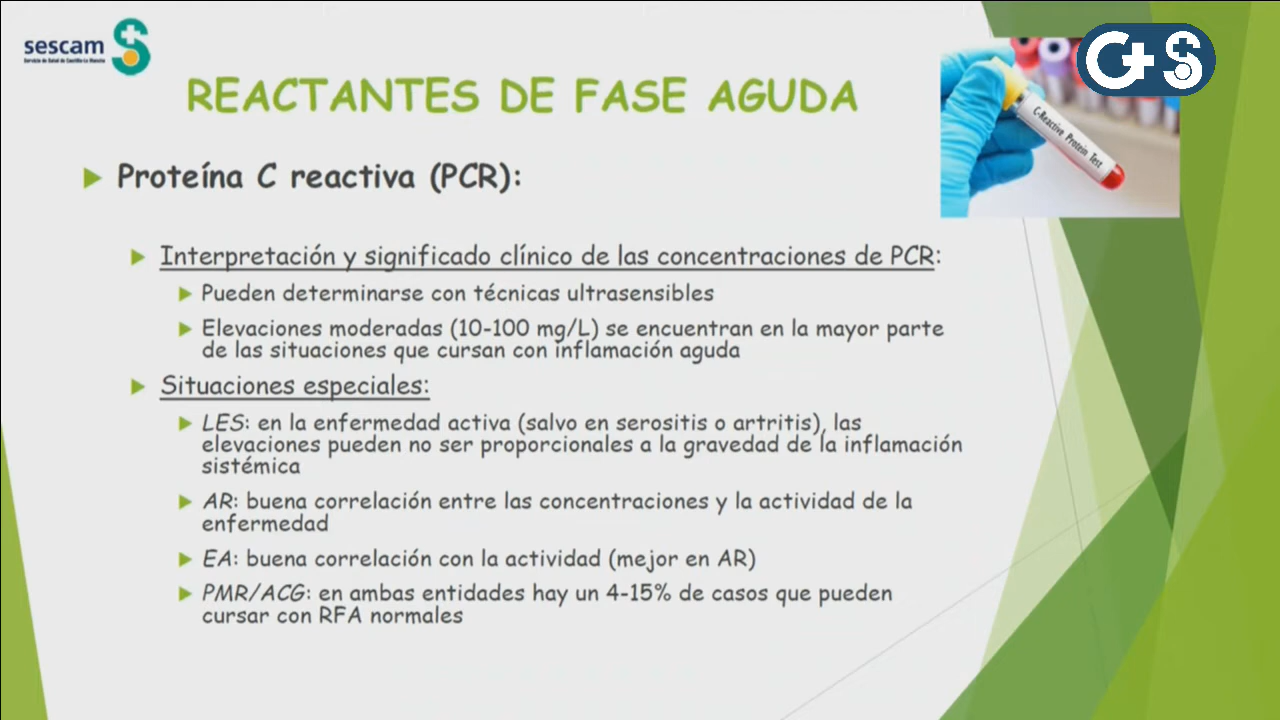 sescam
Servicio de Salud de Castilla-La Mancha
REACTANTES DE FASE AGUDA
C-Reactive Protein Test
G+S
Proteína C reactiva (PCR):
Interpretación y significado clínico de las concentraciones de PCR:
Pueden determinarse con técnicas ultrasensibles
Elevaciones moderadas (10-100 mg/L) se encuentran en la mayor parte
de las situaciones que cursan con inflamación aguda
Situaciones especiales:
LES: en la enfermedad activa (salvo en serositis o artritis), las
elevaciones pueden no ser proporcionales a la gravedad de la inflamación
sistémica
AR: buena correlación entre las concentraciones y la actividad de la
enfermedad
EA: buena correlación con la actividad (mejor en AR)
PMR/ACG: en ambas entidades hay un 4-15% de casos que pueden
cursar con RFA normales